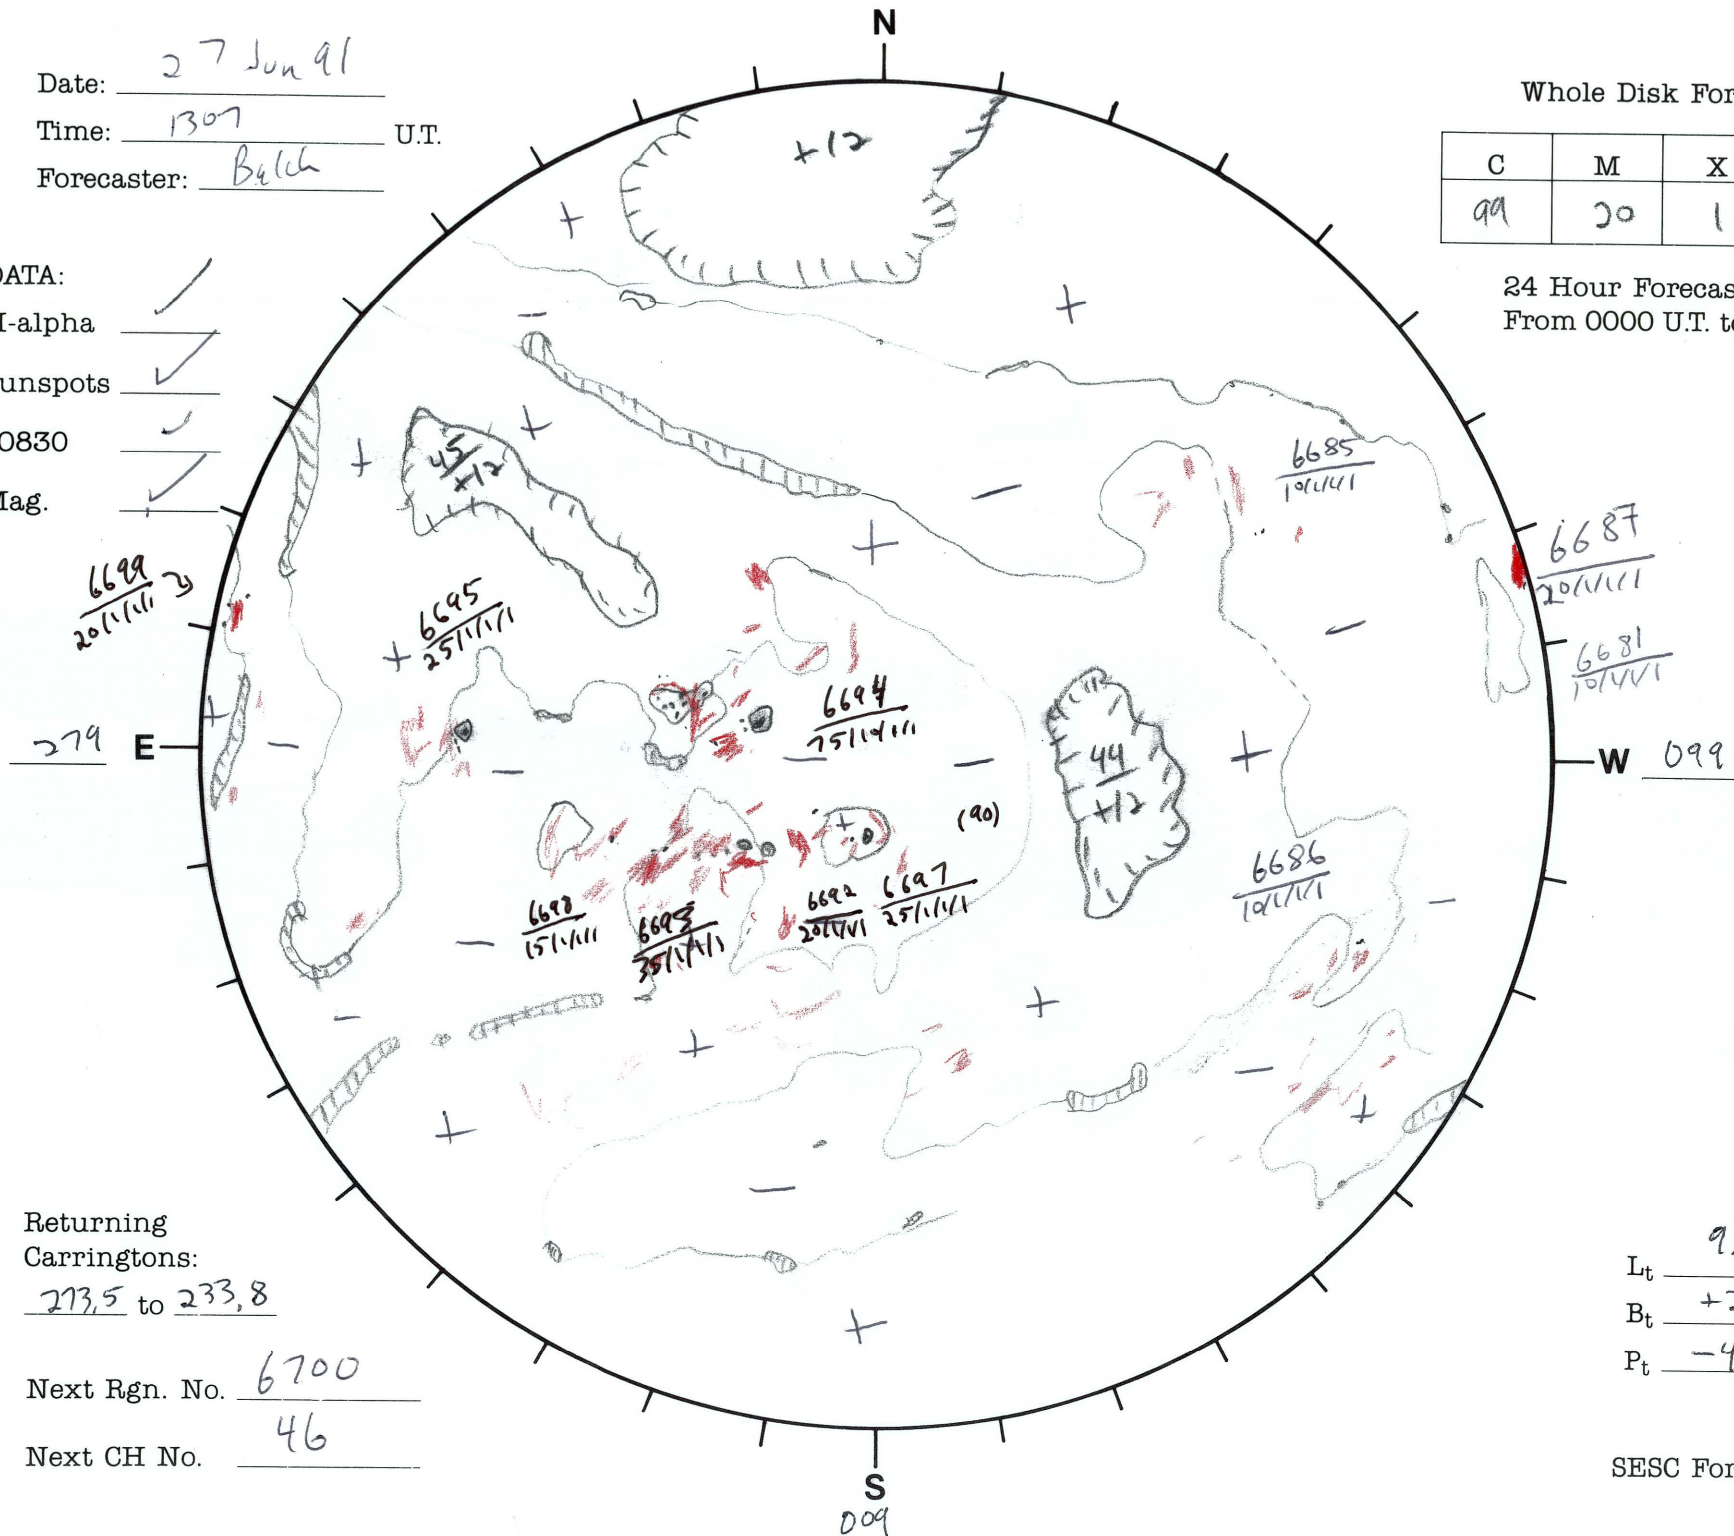 N
Date: 27 Jun 91
Time: 1307 U.T.
Forecaster: Balch
Whole Disk For
C M X
99 20 1
24 Hour Forecas
From 0000 U.T. to
DATA:
H-alpha
unspots
0830
Mag.
+12
+
+
-
+
+
45/+12
-
+
6685
10/1/1/1
6687
20/1/1/1
6699
20/1/1/1
6695
25/1/1/1
+
-
6681
10/1/1/1
6694
75/10/1/1
+
279 E
-
-
-
-
44
+12
+
W 099
+
(90)
6686
10/1/1/1
6698
15/1/1/1
6693
35/1/1/1
6692
20/1/1/1
6697
25/1/1/1
-
-
-
+
+
-
+
+
-
+
Returning
Carringtons:
273.5 to 233.8
Next Rgn. No. 6700
Next CH No. 46
Lt 9.
Bt +2
Pt -4
SESC For
S
009